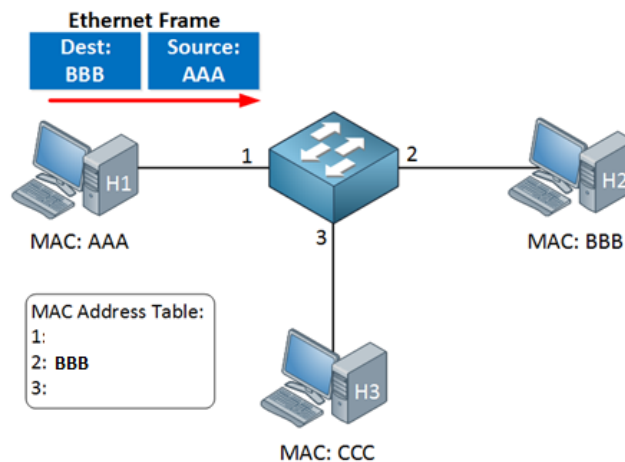 Ethernet Frame
Dest:
BBB
Source:
AAA
H1
1
2
H2
3
MAC: AAA
MAC: BBB
MAC Address Table:
1:
2: BBB
3:
H3
MAC: CCC